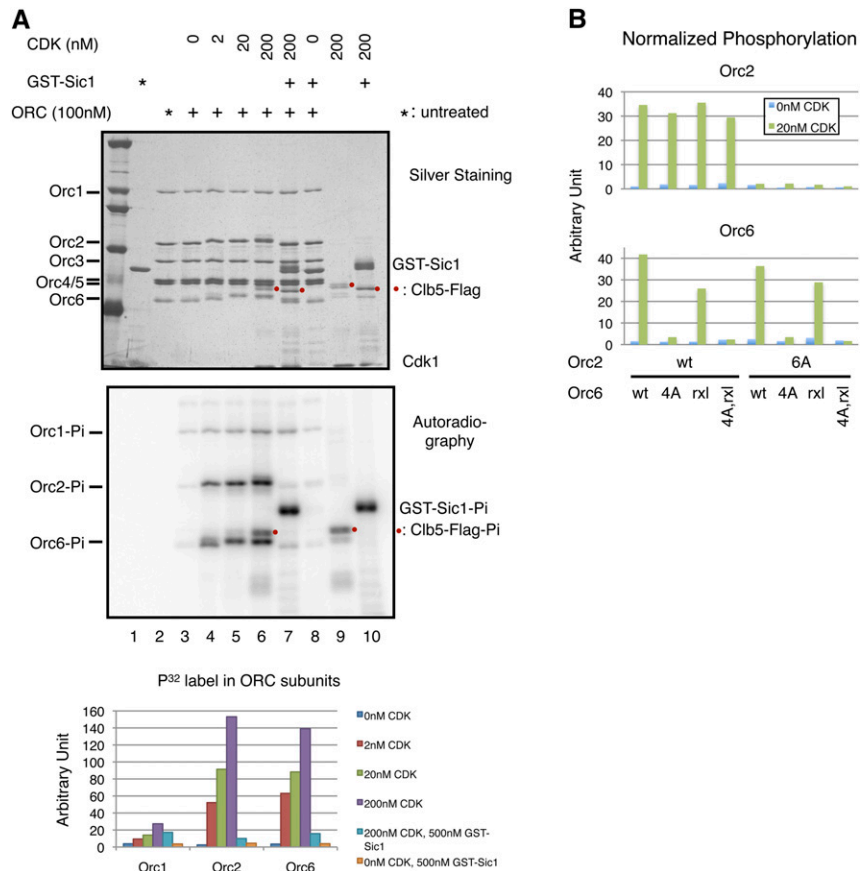 A
CDK (nM) 0 2 20 200 200 0 200 200
GST-Sic1 * + + +
ORC (100nM) * + + + + + + *: untreated
Silver Staining
Orc1
Orc2
Orc3
Orc4/5
Orc6
GST-Sic1
: Clb5-Flag
Cdk1
Autoradio-
graphy
Orc1-Pi
Orc2-Pi
GST-Sic1-Pi
: Clb5-Flag-Pi
Orc6-Pi
1 2 3 4 5 6 7 8 9 10
P32 label in ORC subunits
Arbitrary Unit
160
140
120
100
80
60
40
20
0
Orc1 Orc2 Orc6
0nM CDK
2nM CDK
20nM CDK
200nM CDK
200nM CDK, 500nM GST-
Sic1
0nM CDK, 500nM GST-Sic1
B
Normalized Phosphorylation
Orc2
40
30
20
10
0
0nM CDK
20nM CDK
Arbitrary Unit
Orc6
40
30
20
10
0
Orc2 wt 6A
Orc6 wt 4A rxl 4A,rxl wt 4A rxl 4A,rxl